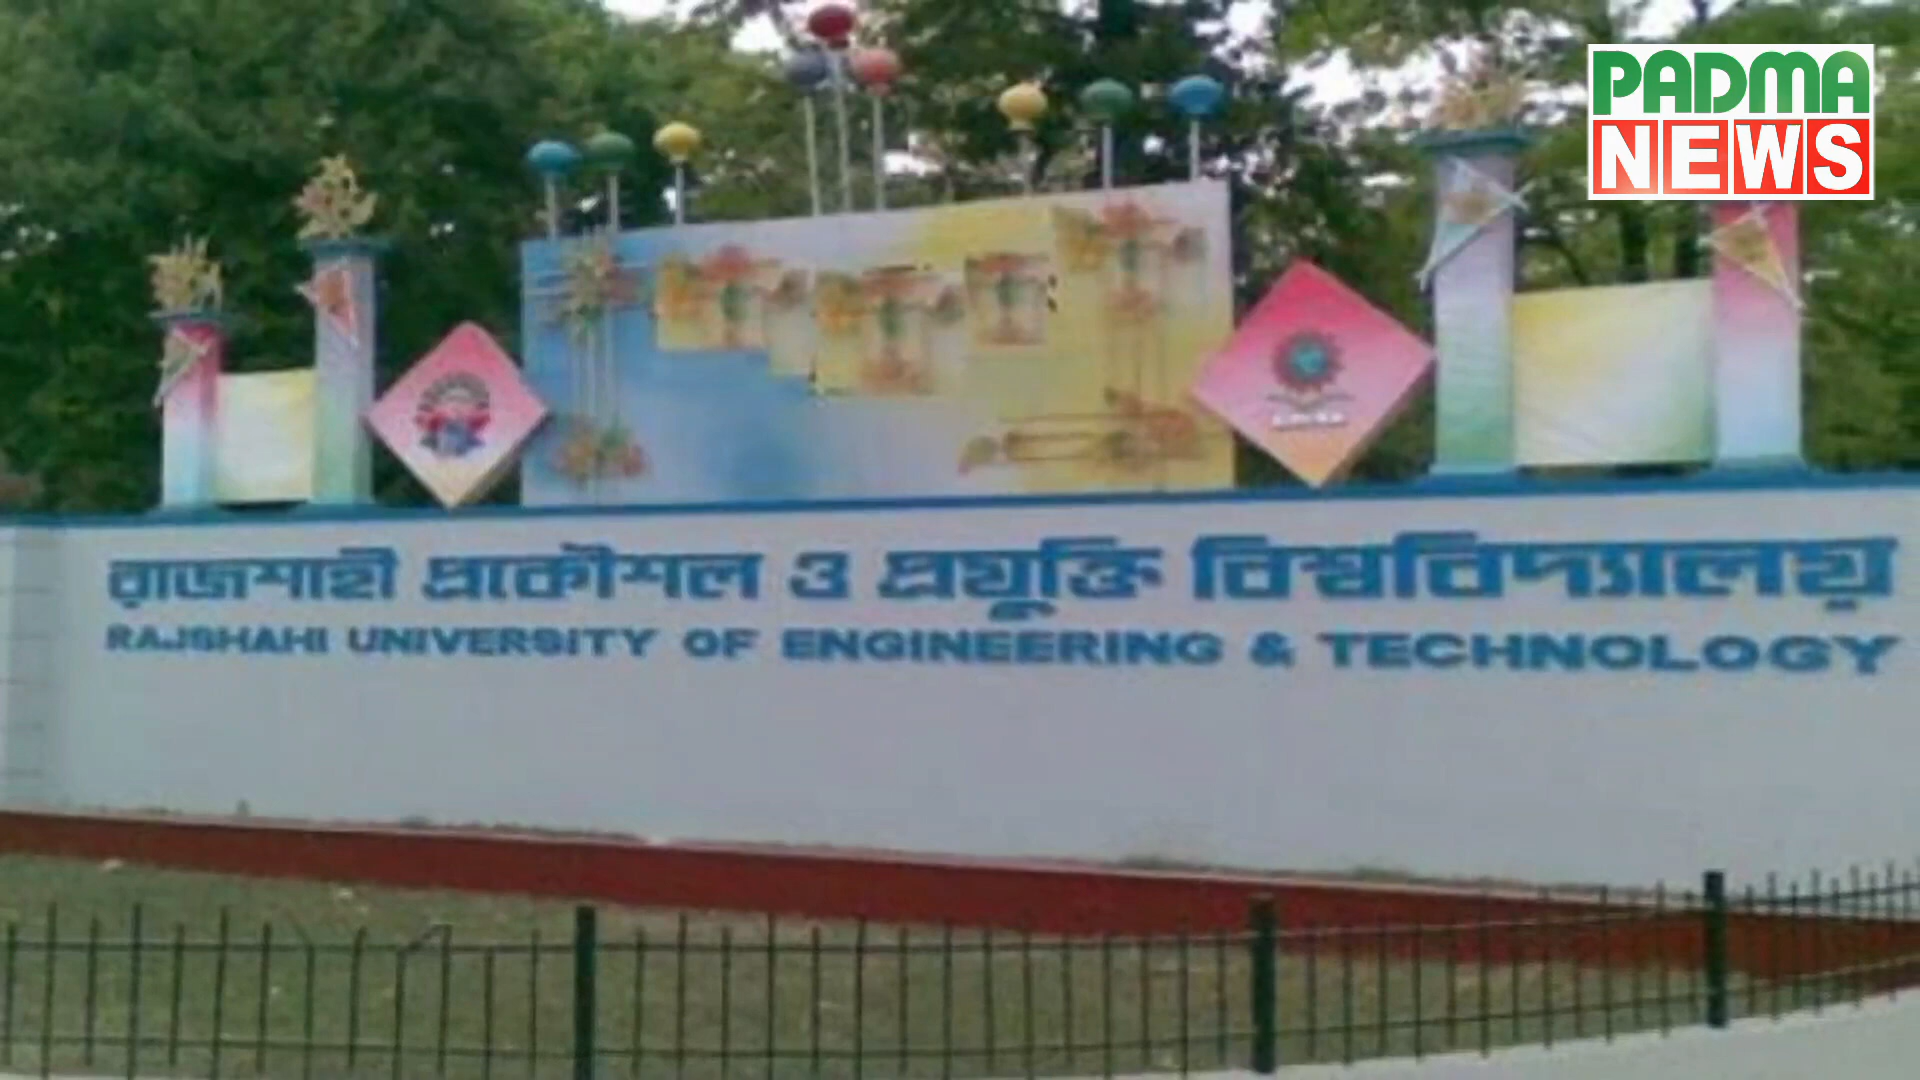 PADMA
NEWS
রাজশাহী প্রকৌশল ও প্রযুক্তি বিশ্ববিদ্যালয়
RAJSHAHI UNIVERSITY OF ENGINEERING & TECHNOLOGY